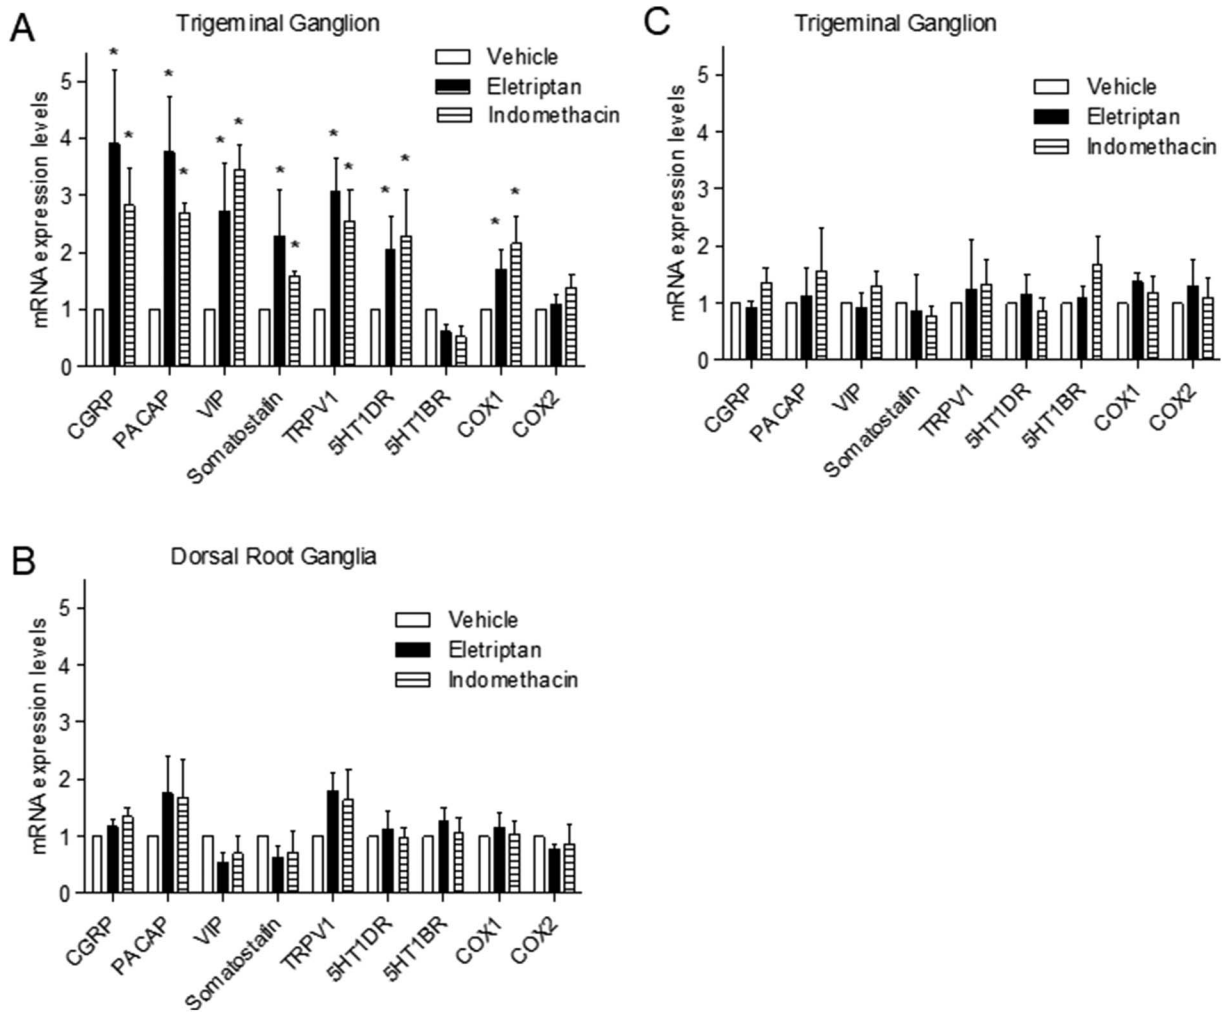 A
Trigeminal Ganglion
Vehicle
Eletriptan
Indomethacin
mRNA expression levels
5
4
3
2
1
0
* * * * * * * * * * * * * *
CGRP
PACAP
VIP
Somatostatin
TRPV1
5HT1DR
5HT1BR
COX1
COX2
C
Trigeminal Ganglion
Vehicle
Eletriptan
Indomethacin
mRNA expression levels
5
4
3
2
1
0
CGRP
PACAP
VIP
Somatostatin
TRPV1
5HT1DR
5HT1BR
COX1
COX2
B
Dorsal Root Ganglia
Vehicle
Eletriptan
Indomethacin
mRNA expression levels
5
4
3
2
1
0
CGRP
PACAP
VIP
Somatostatin
TRPV1
5HT1DR
5HT1BR
COX1
COX2